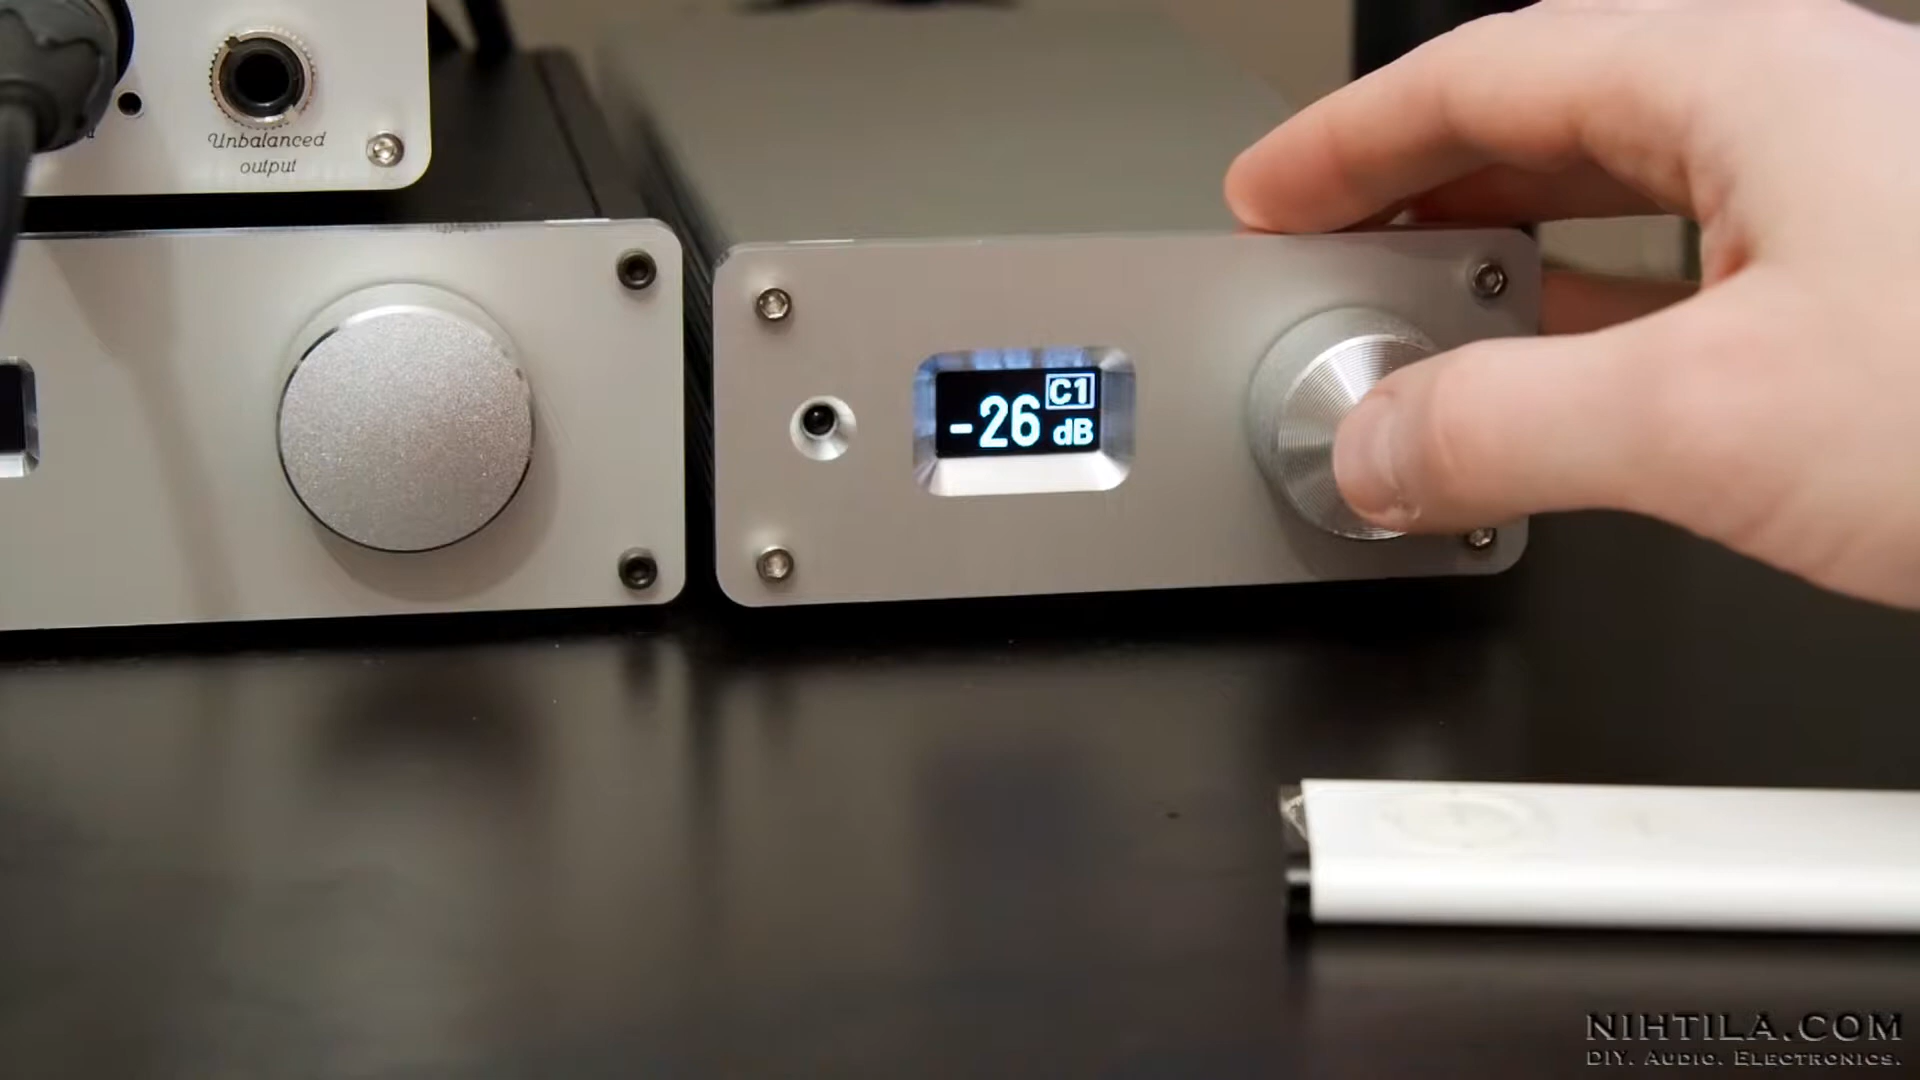 Unbalanced
output
C1
-26 dB
NIHTILA.COM
DIY. AUDIO. ELECTRONICS.